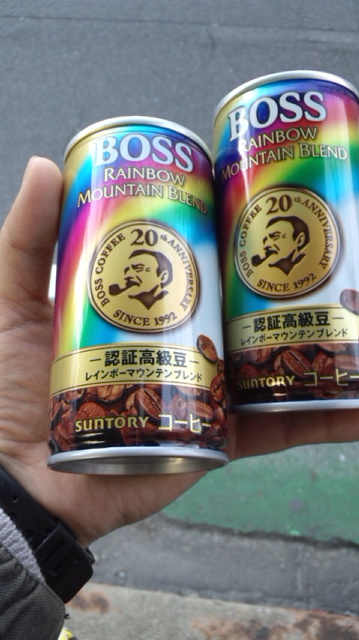 BOSS
RAINBOW
MOUNTAIN BLEND
BOSS COFFEE 20th ANNIVERSARY
SINCE 1992
認証高級豆
レインボーマウンテンブレンド
SUNTORY コーヒー
BOSS
RAINBOW
MOUNTAIN BLEND
BOSS COFFEE 20th ANNIVERSARY
SINCE 1992
認証高級豆
レインボーマウンテンブレンド
SUNTORY コーヒー